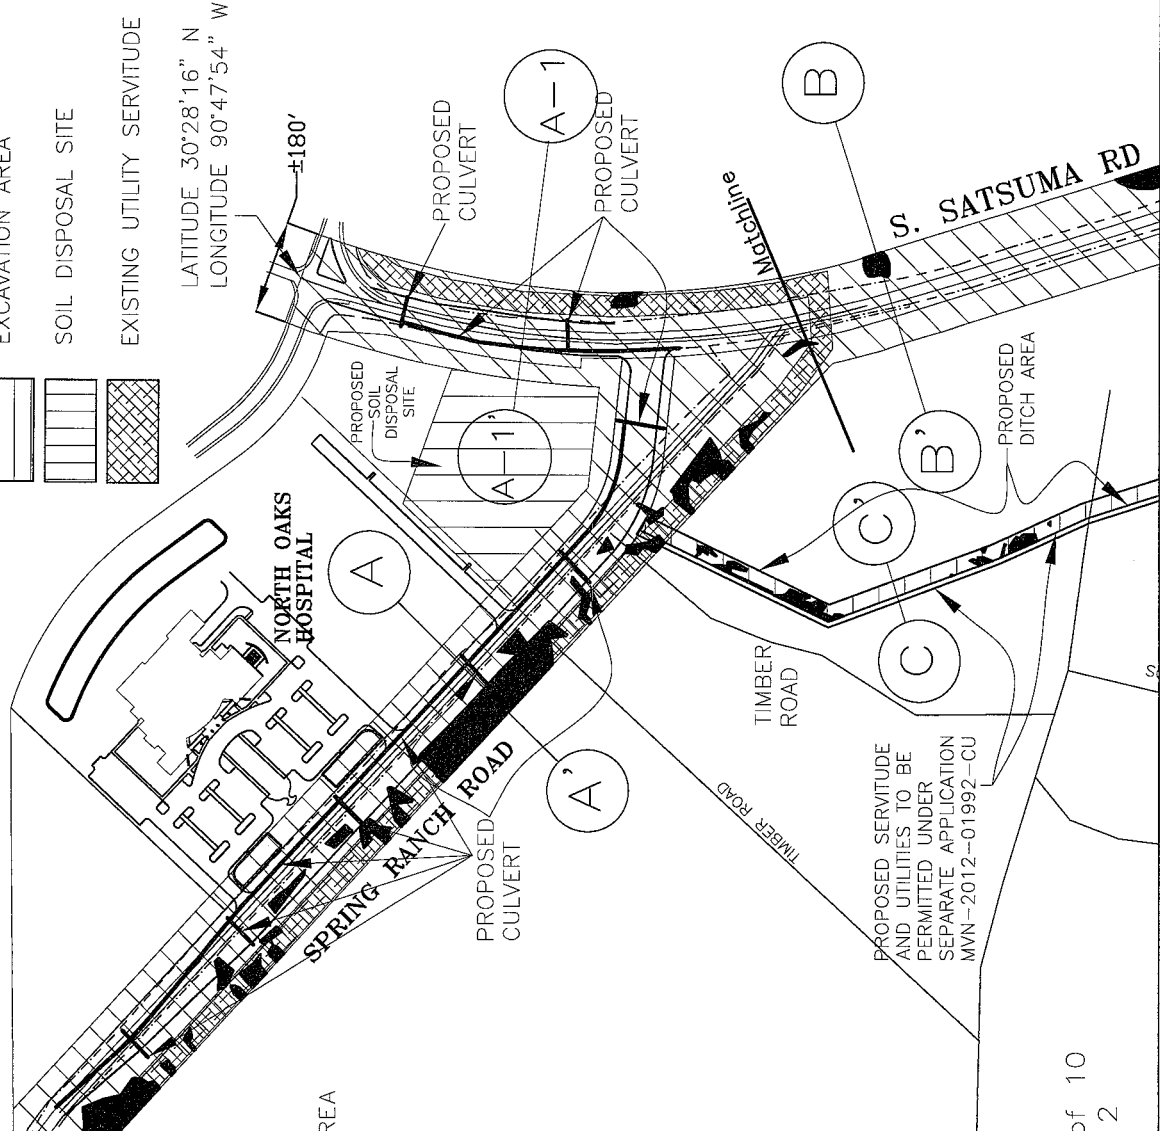 EXCAVATION AREA
SOIL DISPOSAL SITE
EXISTING UTILITY SERVITUDE
LATITUDE 30°28'16" N
LONGITUDE 90°47'54" W
±180'
PROPOSED
CULVERT
A-1
PROPOSED
CULVERT
B
S. SATSUMA RD
Matchline
PROPOSED
SOIL
DISPOSAL
SITE
A-1'
NORTH OAKS
HOSPITAL
A
A'
B'
PROPOSED
DITCH AREA
C'
C
TIMBER
ROAD
TIMBER ROAD
SPRING RANCH ROAD
PROPOSED
CULVERT
PROPOSED SERVITUDE
AND UTILITIES TO BE
PERMITTED UNDER
SEPARATE APPLICATION
MVN-2012-01992-CU
S.
REA
of 10
2